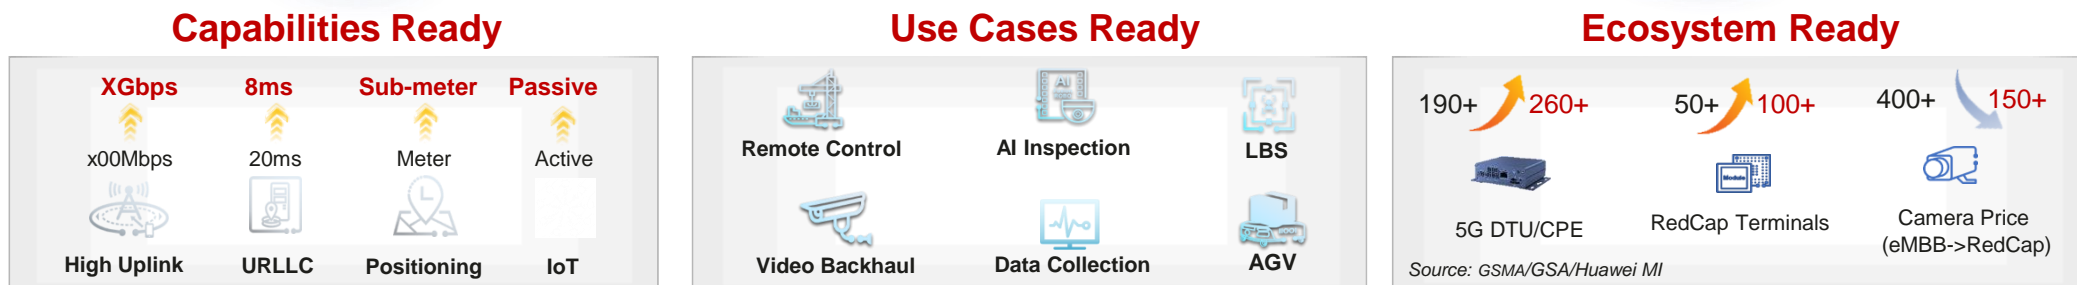 Capabilities Ready
XGbps 8ms Sub-meter Passive
x00Mbps 20ms Meter Active
High Uplink URLLC Positioning IoT
Use Cases Ready
AI
Remote Control AI Inspection LBS
Video Backhaul Data Collection AGV
Ecosystem Ready
190+ 260+ 50+ 100+ 400+ 150+
Module
5G DTU/CPE RedCap Terminals Camera Price
(eMBB->RedCap)
Source: GSMA/GSA/Huawei MI